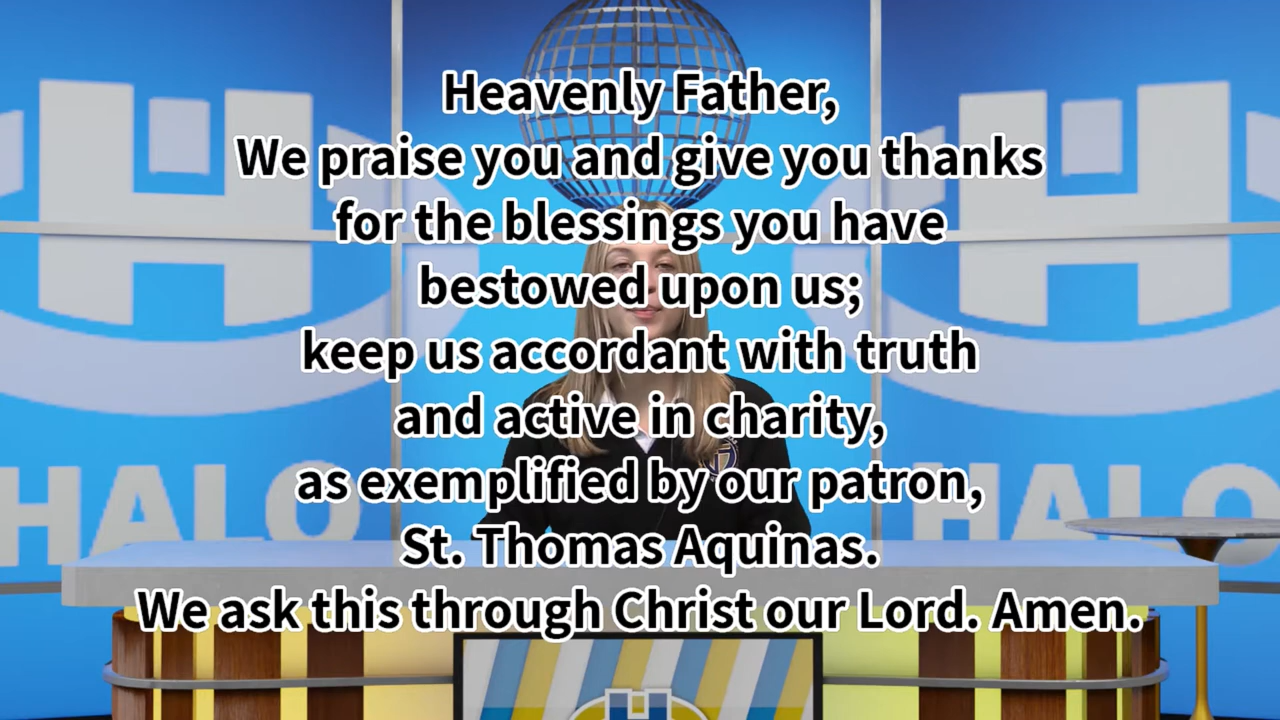 Heavenly Father,
We praise you and give you thanks
for the blessings you have
bestowed upon us;
keep us accordant with truth
and active in charity,
as exemplified by our patron,
St. Thomas Aquinas.
We ask this through Christ our Lord. Amen.
H
H
HALO
HALO